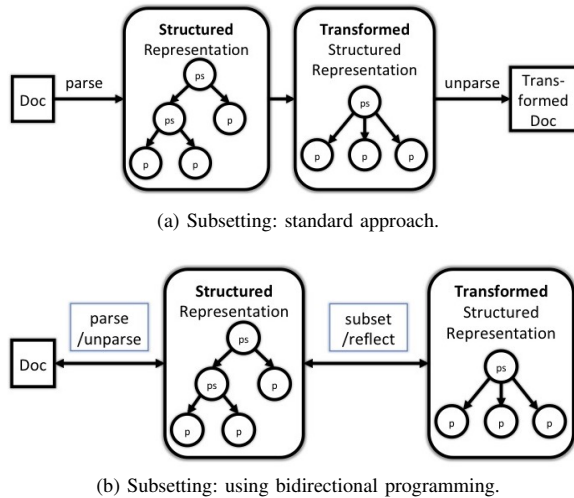 Structured
Representation
Transformed
Structured
Representation
Doc
parse
unparse
Trans-
formed
Doc
ps
ps
p
p
p
ps
p
p
p
(a) Subsetting: standard approach.
Structured
Representation
Transformed
Structured
Representation
Doc
parse
/unparse
subset
/reflect
ps
ps
p
p
p
ps
p
p
p
(b) Subsetting: using bidirectional programming.